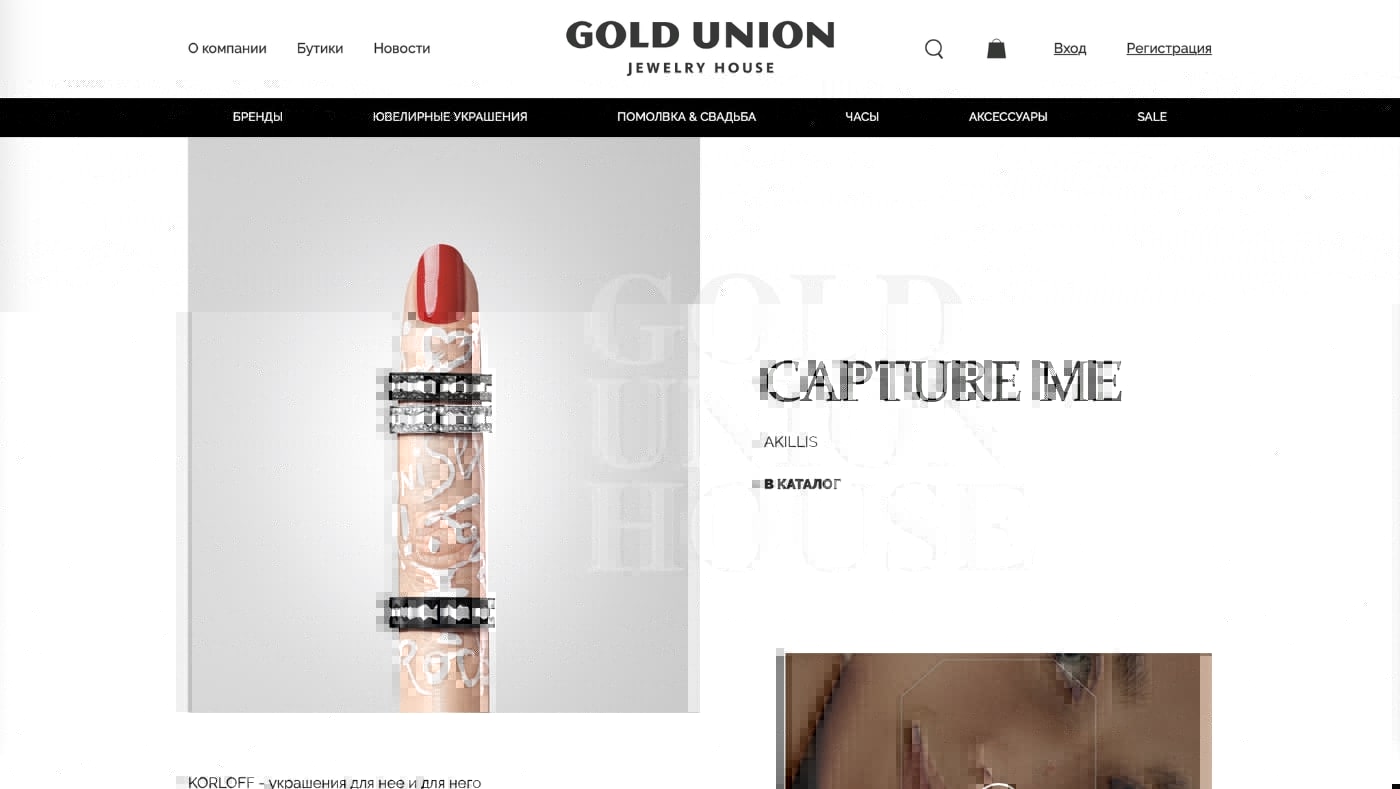 О компании
Бутики
Новости
GOLD UNION
JEWELRY HOUSE
Вход
Регистрация
БРЕНДЫ
ЮВЕЛИРНЫЕ УКРАШЕНИЯ
ПОМОЛВКА & СВАДЬБА
ЧАСЫ
АКСЕССУАРЫ
SALE
GOLD
UNION
HOUSE
CAPTURE ME
AKILLIS
В КАТАЛОГ
KORLOFF - украшения для нее и для него